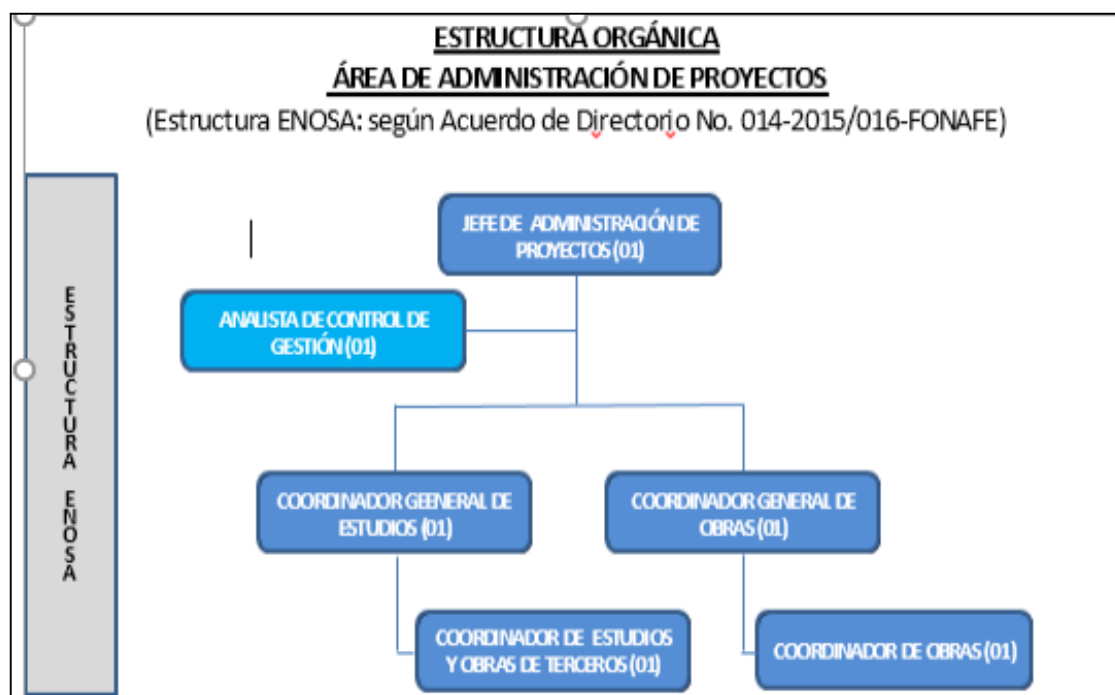 ESTRUCTURA ORGÁNICA
ÁREA DE ADMINISTRACIÓN DE PROYECTOS
(Estructura ENOSA: según Acuerdo de Directorio No. 014-2015/016-FONAFE)
ESTRUCTURA ENOSA
JEFE DE ADMINISTRACIÓN DE
PROYECTOS (01)
ANALISTA DE CONTROL DE
GESTIÓN (01)
COORDINADOR GEENERAL DE
ESTUDIOS (01)
COORDINADOR GENERAL DE
OBRAS (01)
COORDINADOR DE ESTUDIOS
Y OBRAS DE TERCEROS (01)
COORDINADOR DE OBRAS (01)